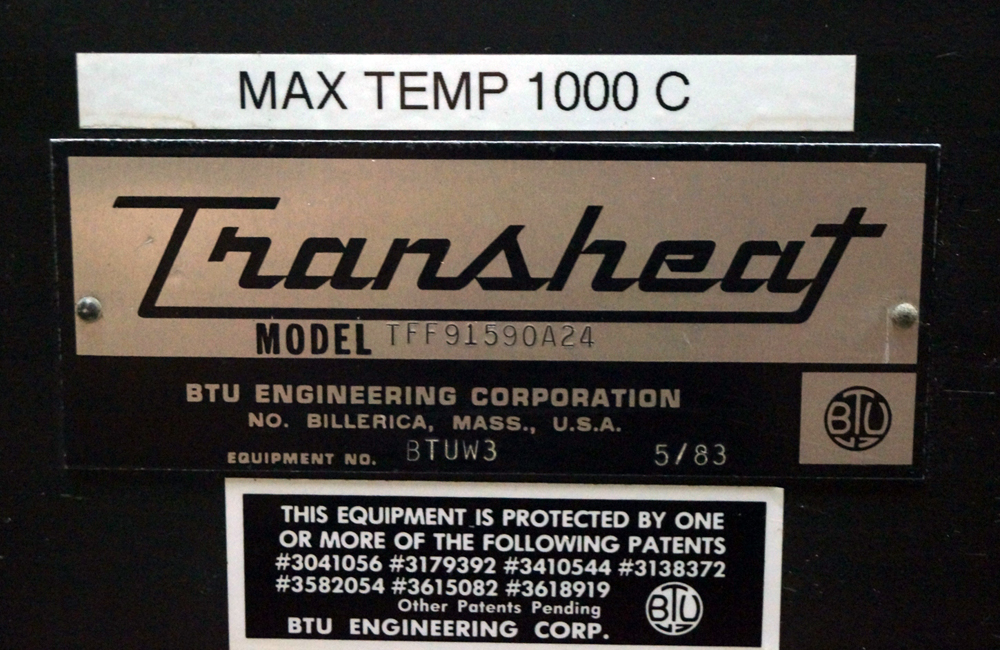 MAX TEMP 1000 C
Transheat
MODEL TFF91590A24
BTU ENGINEERING CORPORATION
NO. BILLERICA, MASS., U.S.A.
EQUIPMENT NO. BTUW3 5/83
BTU
THIS EQUIPMENT IS PROTECTED BY ONE
OR MORE OF THE FOLLOWING PATENTS
#3041056 #3179392 #3410544 #3138372
#3582054 #3615082 #3618919
Other Patents Pending
BTU ENGINEERING CORP.
BTU